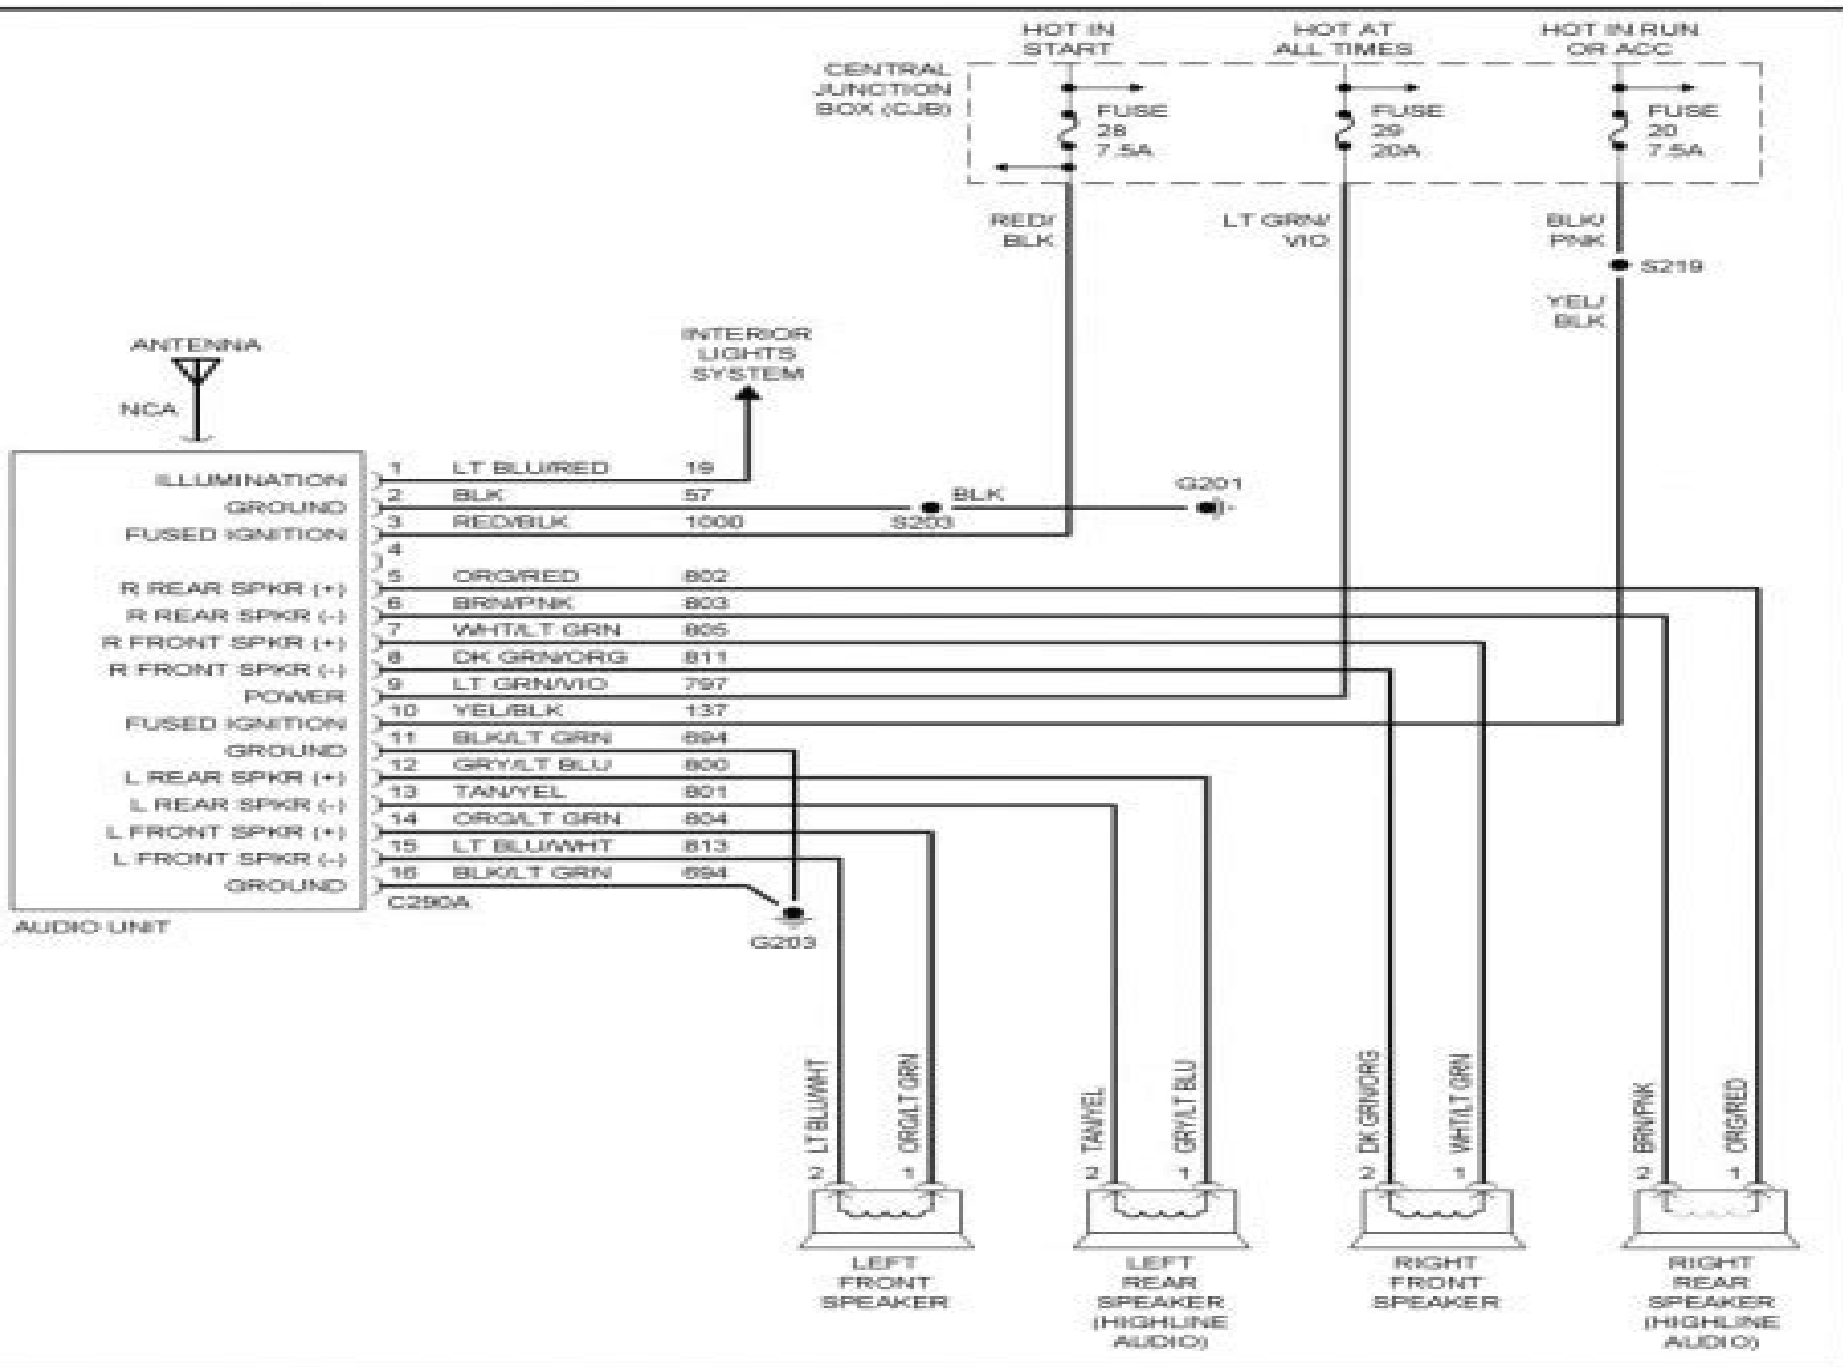 HOT IN
START
HOT AT
ALL TIMES
HOT IN RUN
OR ACC
CENTRAL
JUNCTION
BOX (CJB)
FUSE
28
7.5A
FUSE
29
20A
FUSE
20
7.5A
RED/
BLK
LT GRN/
VIO
BLK/
PNK
S219
YEL/
BLK
ANTENNA
NCA
INTERIOR
LIGHTS
SYSTEM
ILLUMINATION 1 LT BLU/RED 19
GROUND 2 BLK 57 S203 BLK G201
FUSED IGNITION 3 RED/BLK 1000
4
R REAR SPKR (+) 5 ORG/RED 802
R REAR SPKR (-) 6 BRN/PNK 803
R FRONT SPKR (+) 7 WHT/LT GRN 805
R FRONT SPKR (-) 8 DK GRN/ORG 811
POWER 9 LT GRN/VIO 797
FUSED IGNITION 10 YEL/BLK 137
GROUND 11 BLK/LT GRN 694
L REAR SPKR (+) 12 GRY/LT BLU 800
L REAR SPKR (-) 13 TAN/YEL 801
L FRONT SPKR (+) 14 ORG/LT GRN 804
L FRONT SPKR (-) 15 LT BLU/WHT 813
GROUND 16 BLK/LT GRN 694
C290A
AUDIO UNIT
G203
LT BLU/WHT
ORG/LT GRN
TAN/YEL
GRY/LT BLU
DK GRN/ORG
WHT/LT GRN
BRN/PNK
ORG/RED
2 1 2 1 2 1 2 1
LEFT
FRONT
SPEAKER
LEFT
REAR
SPEAKER
(HIGHLINE
AUDIO)
RIGHT
FRONT
SPEAKER
RIGHT
REAR
SPEAKER
(HIGHLINE
AUDIO)